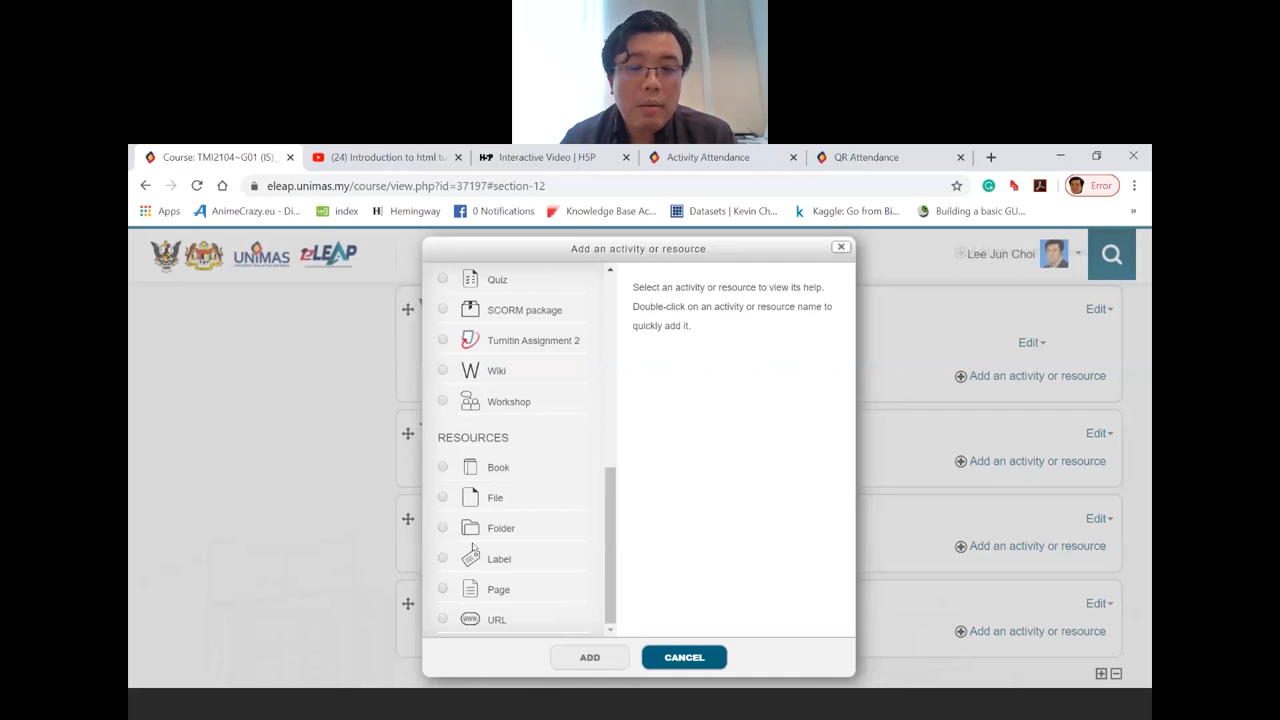 Course: TMI2104~G01 (IS)_
(24) Introduction to html tu
H-P Interactive Video | H5P
Activity Attendance
QR Attendance
eleap.unimas.my/course/view.php?id=37197#section-12
Error
Apps
AnimeCrazy.eu - Di...
index
Hemingway
0 Notifications
Knowledge Base Ac...
Datasets | Kevin Ch...
Kaggle: Go from Bi...
Building a basic GU...
»
UNIMAS eLEAP
Lee Jun Choi
Add an activity or resource
Quiz
SCORM package
Turnitin Assignment 2
Wiki
Workshop
RESOURCES
Book
File
Folder
Label
Page
URL
Select an activity or resource to view its help.
Double-click on an activity or resource name to
quickly add it.
ADD
CANCEL
Edit
Edit
Add an activity or resource
Edit
Add an activity or resource
Edit
Add an activity or resource
Edit
Add an activity or resource